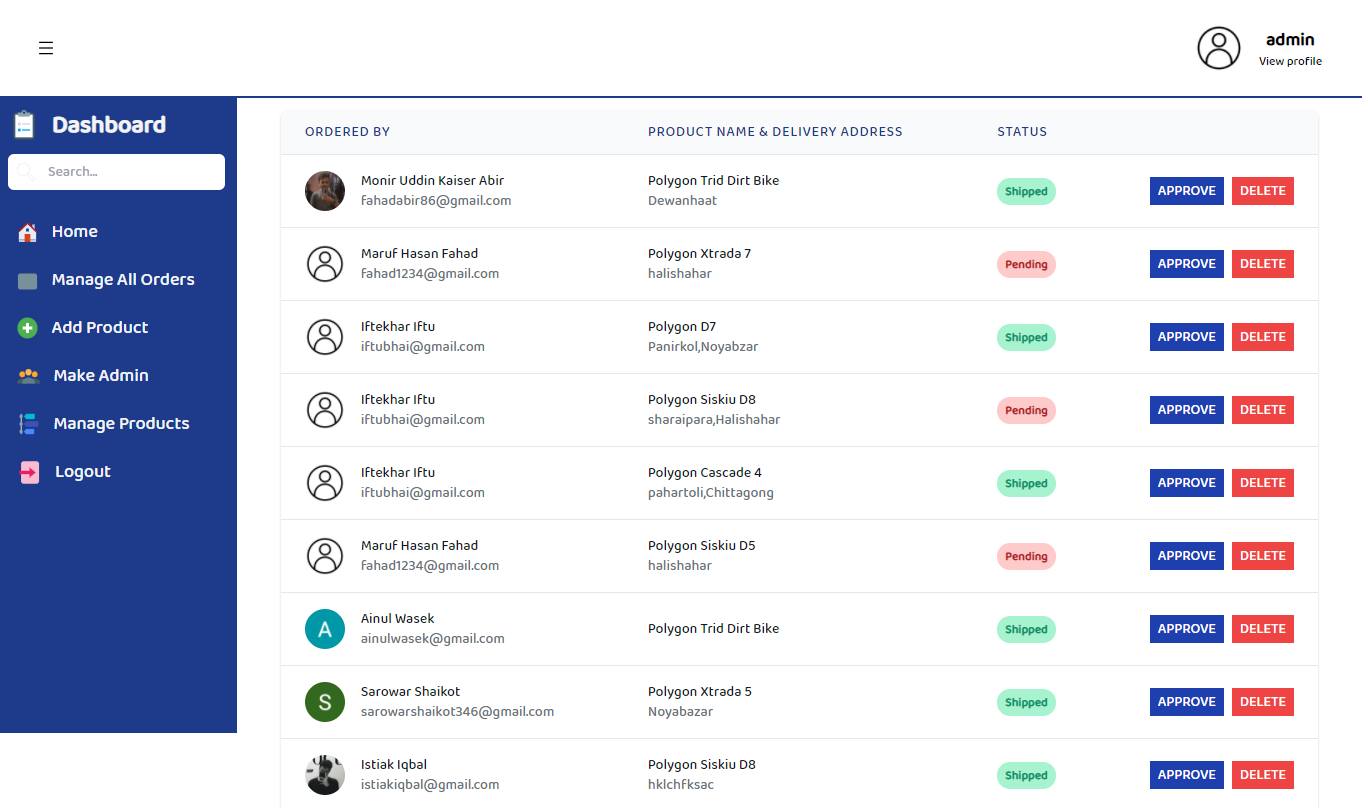 admin
View profile
Dashboard
Search...
Home
Manage All Orders
Add Product
Make Admin
Manage Products
Logout
ORDERED BY PRODUCT NAME & DELIVERY ADDRESS STATUS
Monir Uddin Kaiser Abir Polygon Trid Dirt Bike Shipped APPROVE DELETE
fahadabir86@gmail.com Dewanhaat
Maruf Hasan Fahad Polygon Xtrada 7 Pending APPROVE DELETE
fahad1234@gmail.com halishahar
Iftekhar Iftu Polygon D7 Shipped APPROVE DELETE
iftubhai@gmail.com Panirkol,Noyabzar
Iftekhar Iftu Polygon Siskiu D8 Pending APPROVE DELETE
iftubhai@gmail.com sharaipara,Halishahar
Iftekhar Iftu Polygon Cascade 4 Shipped APPROVE DELETE
iftubhai@gmail.com pahartoli,Chittagong
Maruf Hasan Fahad Polygon Siskiu D5 Pending APPROVE DELETE
fahad1234@gmail.com halishahar
A Ainul Wasek Polygon Trid Dirt Bike Shipped APPROVE DELETE
ainulwasek@gmail.com
S Sarowar Shaikot Polygon Xtrada 5 Shipped APPROVE DELETE
sarowarshaikot346@gmail.com Noyabazar
Istiak Iqbal Polygon Siskiu D8 Shipped APPROVE DELETE
istiakiqbal@gmail.com hklchfksac